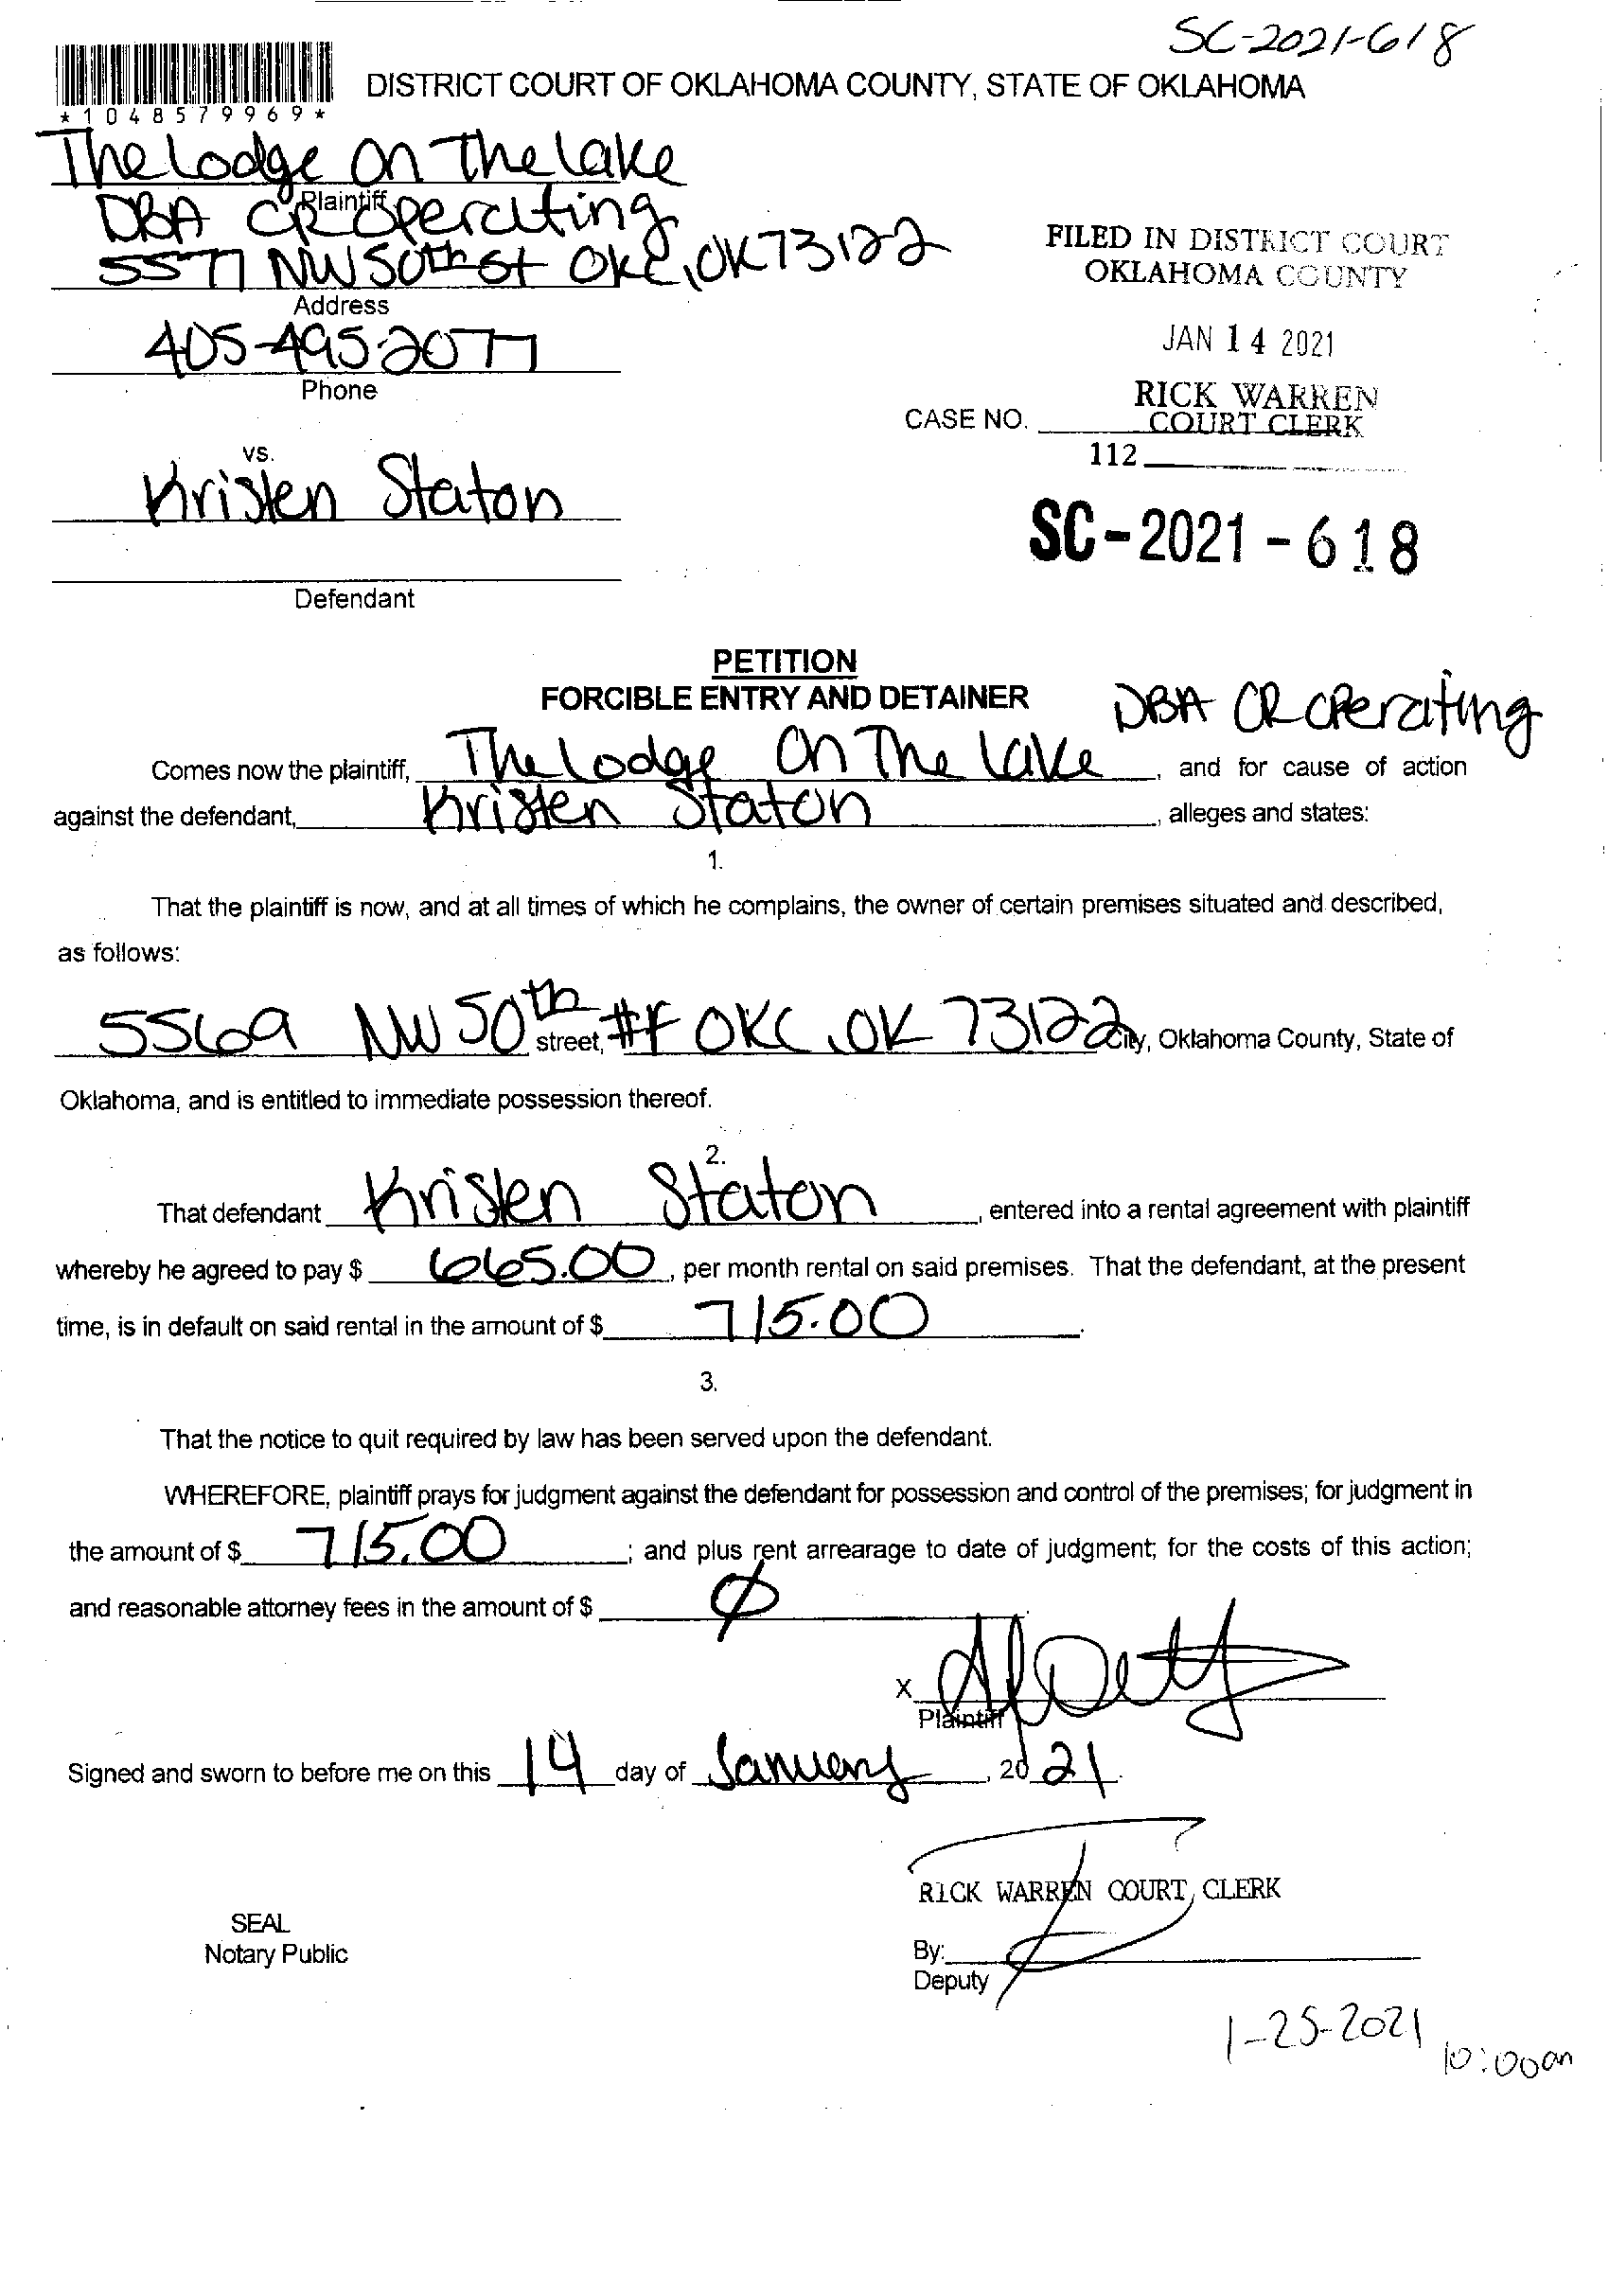 SC-2021-618
*1048579969*
DISTRICT COURT OF OKLAHOMA COUNTY, STATE OF OKLAHOMA
The Lodge On The Lake
Plaintiff
DBA CR Operating
5577 NW 50th St OKC, OK 73122
Address
405-495-2077
Phone
FILED IN DISTRICT COURT
OKLAHOMA COUNTY
JAN 14 2021
RICK WARREN
COURT CLERK
CASE NO.
112
vs.
Kristen Staton
SC-2021-618
Defendant
PETITION
FORCIBLE ENTRY AND DETAINER
DBA CR Operating
Comes now the plaintiff, The Lodge On The Lake, and for cause of action
against the defendant, Kristen Staton, alleges and states:
1.
That the plaintiff is now, and at all times of which he complains, the owner of certain premises situated and described,
as follows:
5569 NW 50th street, #F OKC, OK 73122 City, Oklahoma County, State of
Oklahoma, and is entitled to immediate possession thereof.
2.
That defendant Kristen Staton, entered into a rental agreement with plaintiff
whereby he agreed to pay $ 665.00, per month rental on said premises. That the defendant, at the present
time, is in default on said rental in the amount of $ 715.00.
3.
That the notice to quit required by law has been served upon the defendant.
WHEREFORE, plaintiff prays for judgment against the defendant for possession and control of the premises; for judgment in
the amount of $ 715.00; and plus rent arrearage to date of judgment; for the costs of this action;
and reasonable attorney fees in the amount of $ Ø
X
Plaintiff
Signed and sworn to before me on this 14 day of January, 2021.
RICK WARREN COURT CLERK
SEAL
Notary Public
By:
Deputy
1-25-2021
10:00am